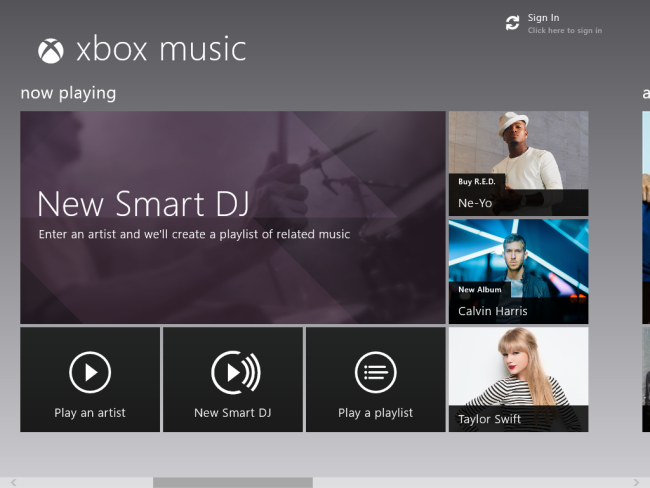 Sign In
Click here to sign in
xbox music
now playing
a
New Smart DJ
Enter an artist and we'll create a playlist of related music
Buy R.E.D.
Ne-Yo
New Album
Calvin Harris
Play an artist
New Smart DJ
Play a playlist
Taylor Swift